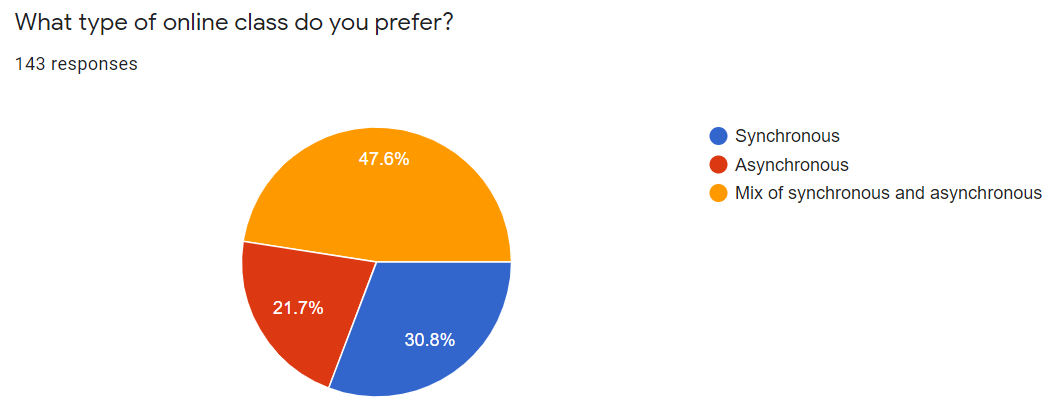 What type of online class do you prefer?
143 responses
47.6%
21.7%
30.8%
Synchronous
Asynchronous
Mix of synchronous and asynchronous